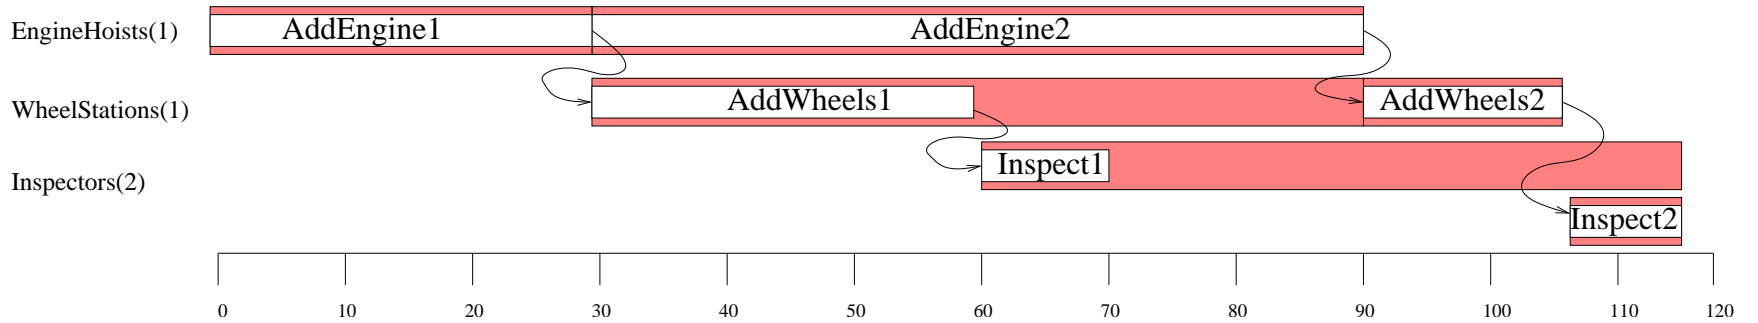 EngineHoists(1)
AddEngine1
AddEngine2
WheelStations(1)
AddWheels1
AddWheels2
Inspectors(2)
Inspect1
Inspect2
0 10 20 30 40 50 60 70 80 90 100 110 120